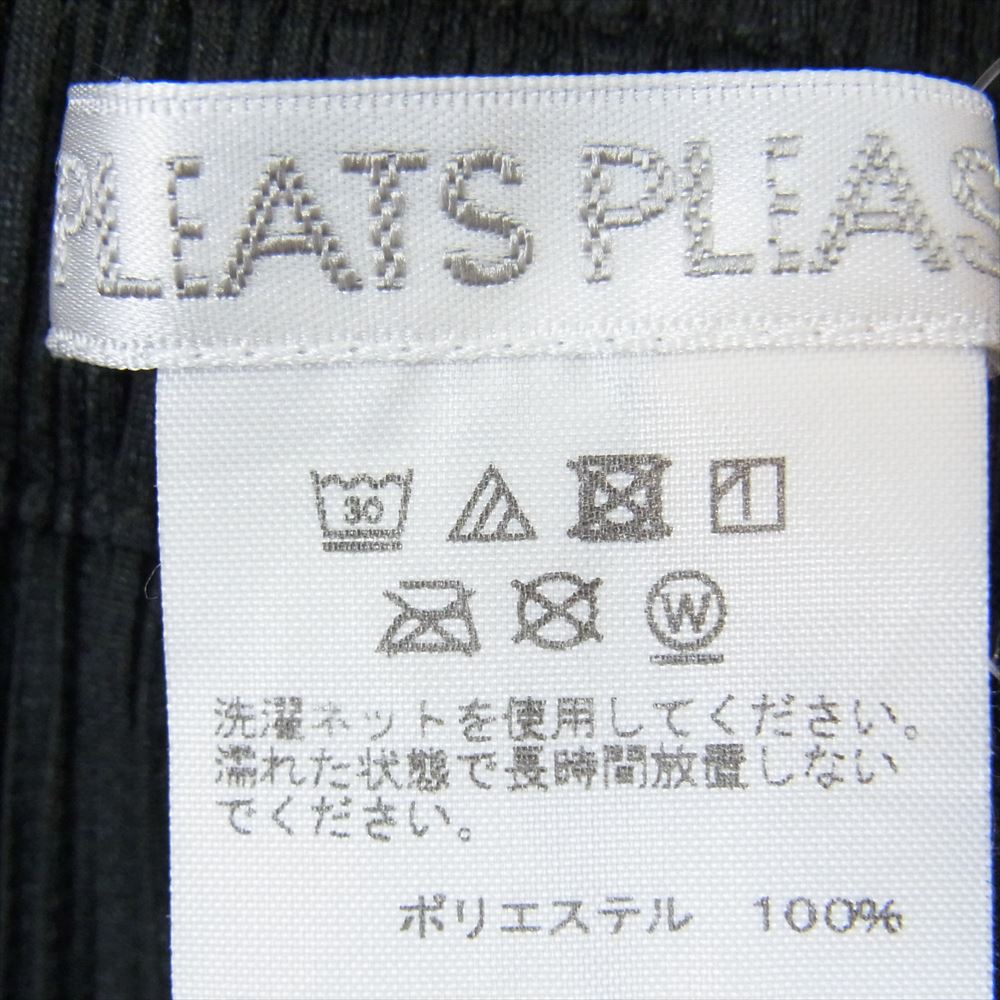 PLEATS PLEAS
30
W
洗濯ネットを使用してください。
濡れた状態で長時間放置しない
でください。
ポリエステル 100%